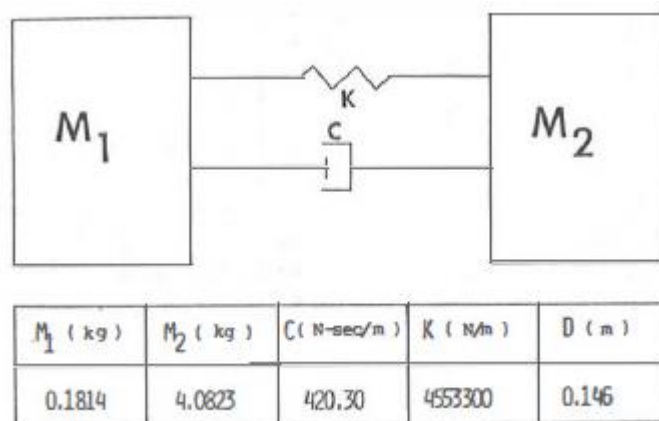 K
C
M1
M2
M1 ( kg ) M2 ( kg ) C( N-sec/m ) K ( N/m ) D ( m )
0.1814 4.0823 420.30 4553300 0.146